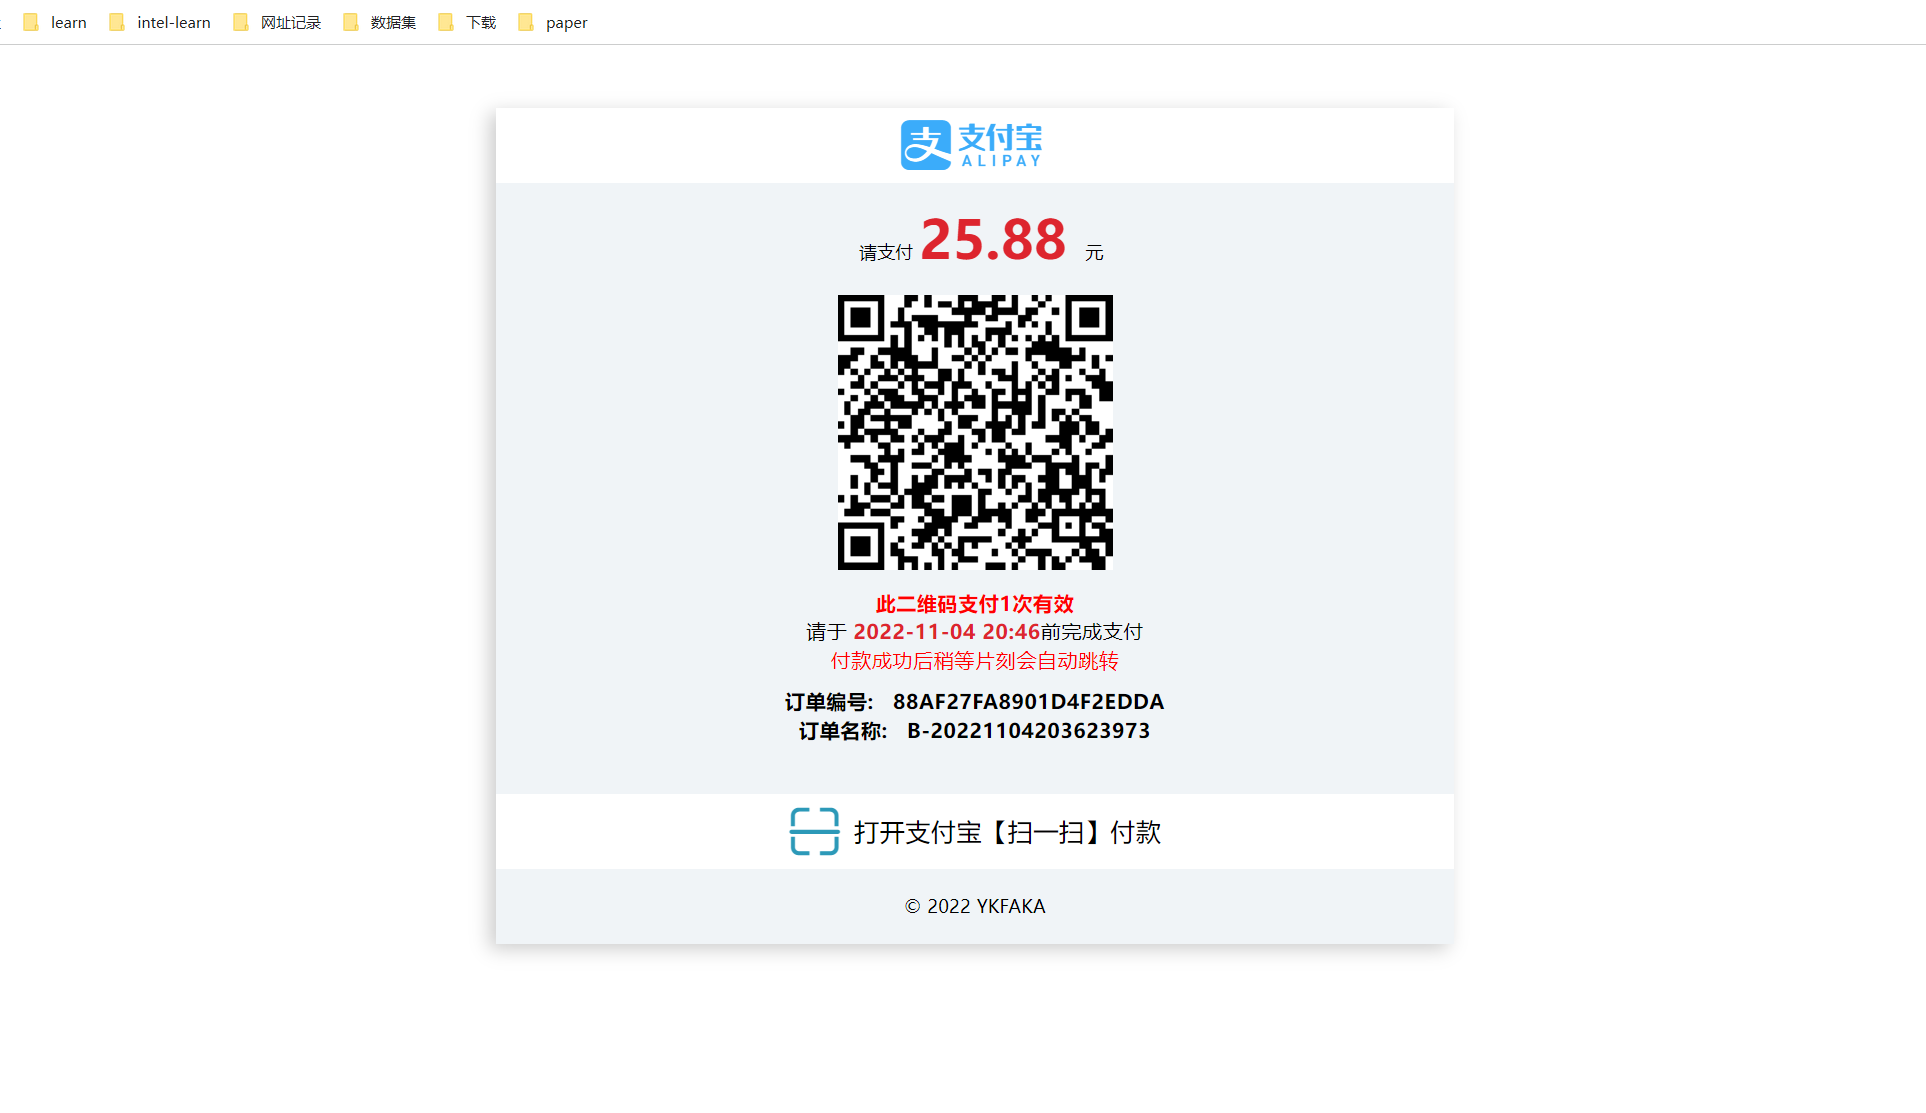 learn intel-learn 网址记录 数据集 下载 paper
支 支付宝
ALIPAY
请支付 25.88 元
此二维码支付1次有效
请于 2022-11-04 20:46前完成支付
付款成功后稍等片刻会自动跳转
订单编号: 88AF27FA8901D4F2EDDA
订单名称: B-20221104203623973
打开支付宝【扫一扫】付款
© 2022 YKFAKA